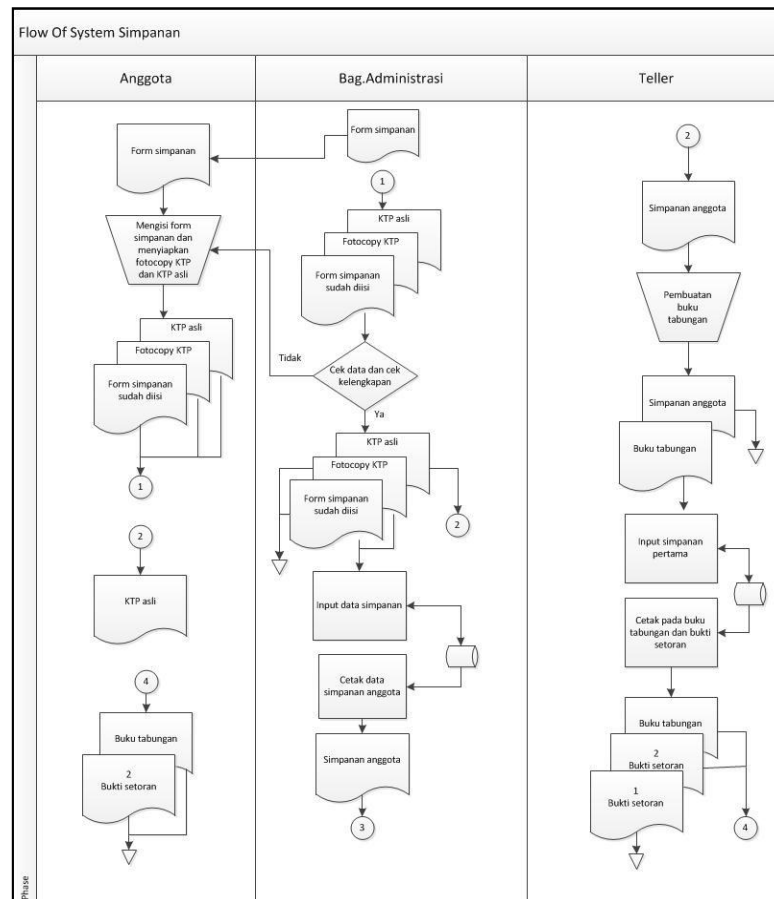 Flow Of System Simpanan
Anggota
Bag.Administrasi
Teller
Form simpanan
Mengisi form
simpanan dan
menyiapkan
fotocopy KTP
dan KTP asli
KTP asli
Fotocopy KTP
Form simpanan
sudah diisi
1
2
KTP asli
4
Buku tabungan
2
Bukti setoran
Form simpanan
1
KTP asli
Fotocopy KTP
Form simpanan
sudah diisi
Tidak
Cek data dan cek
kelengkapan
Ya
KTP asli
Fotocopy KTP
Form simpanan
sudah diisi
2
Input data simpanan
Cetak data
simpanan anggota
Simpanan anggota
3
2
Simpanan anggota
Pembuatan
buku
tabungan
Simpanan anggota
Buku tabungan
Input simpanan
pertama
Cetak pada buku
tabungan dan bukti
setoran
Buku tabungan
2
Bukti setoran
1
Bukti setoran
4
Phase